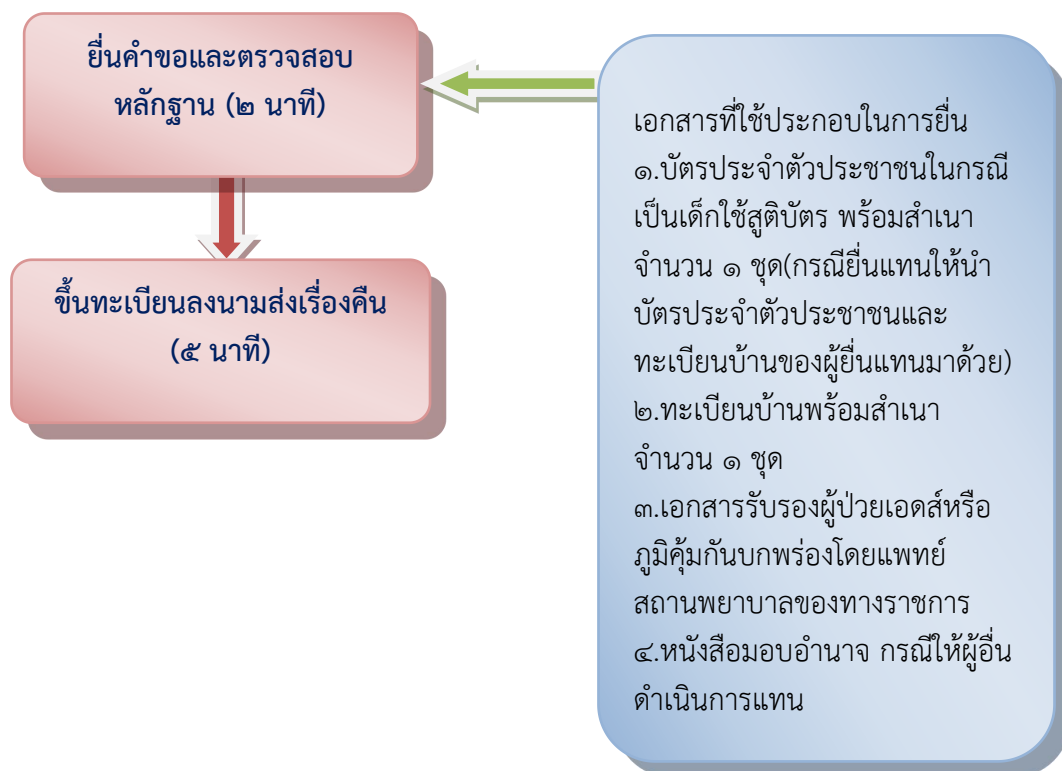 ยื่นคำขอและตรวจสอบ
หลักฐาน (๒ นาที)
ขึ้นทะเบียนลงนามส่งเรื่องคืน
(๕ นาที)
เอกสารที่ใช้ประกอบในการยื่น
๑.บัตรประจำตัวประชาชนในกรณี
เป็นเด็กใช้สูติบัตร พร้อมสำเนา
จำนวน ๑ ชุด(กรณียื่นแทนให้นำ
บัตรประจำตัวประชาชนและ
ทะเบียนบ้านของผู้ยื่นแทนมาด้วย)
๒.ทะเบียนบ้านพร้อมสำเนา
จำนวน ๑ ชุด
๓.เอกสารรับรองผู้ป่วยเอดส์หรือ
ภูมิคุ้มกันบกพร่องโดยแพทย์
สถานพยาบาลของทางราชการ
๔.หนังสือมอบอำนาจ กรณีให้ผู้อื่น
ดำเนินการแทน